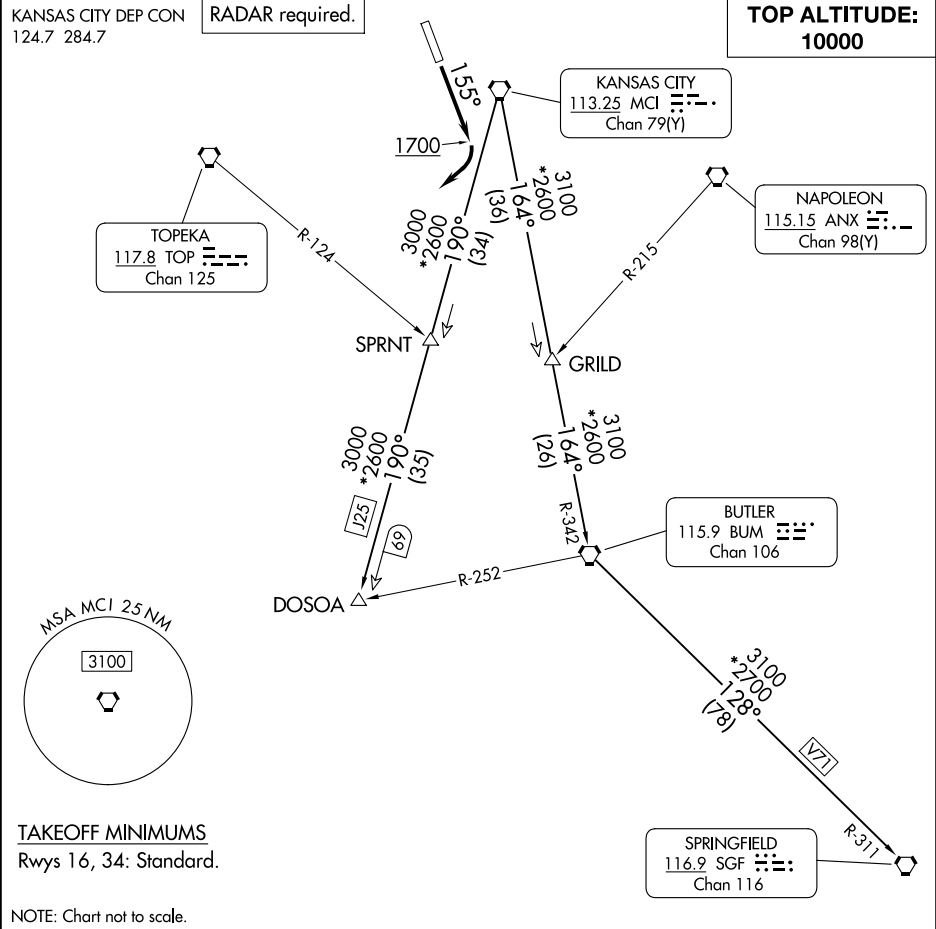 KANSAS CITY DEP CON
124.7 284.7
RADAR required.
TOP ALTITUDE:
10000
155°
1700
KANSAS CITY
113.25 MCI
Chan 79(Y)
TOPEKA
117.8 TOP
Chan 125
NAPOLEON
115.15 ANX
Chan 98(Y)
R-124
3000
*2600
190°
(34)
3100
*2600
164°
(36)
R-215
SPRNT
GRILD
3000
*2600
190°
(35)
3100
*2600
164°
(26)
J25
69
R-342
BUTLER
115.9 BUM
Chan 106
R-252
DOSOA
MSA MCI 25 NM
3100
3100
*2700
128°
(78)
V71
R-311
TAKEOFF MINIMUMS
Rwys 16, 34: Standard.
SPRINGFIELD
116.9 SGF
Chan 116
NOTE: Chart not to scale.